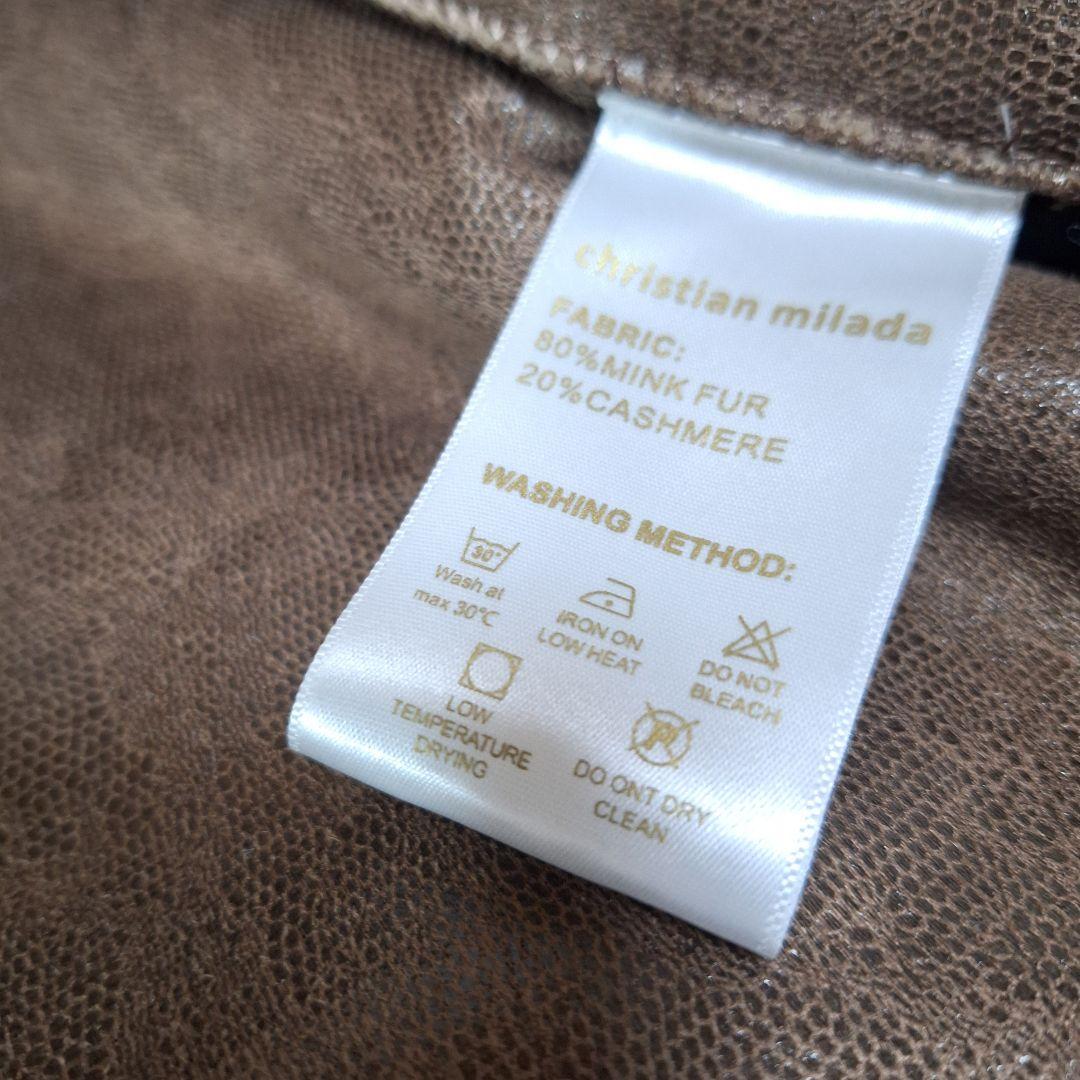 christian milada
FABRIC:
80%MINK FUR
20%CASHMERE
WASHING METHOD:
30°
Wash at
max 30℃
IRON ON
LOW HEAT
DO NOT
BLEACH
LOW
TEMPERATURE
DRYING
P
DO ONT DRY
CLEAN